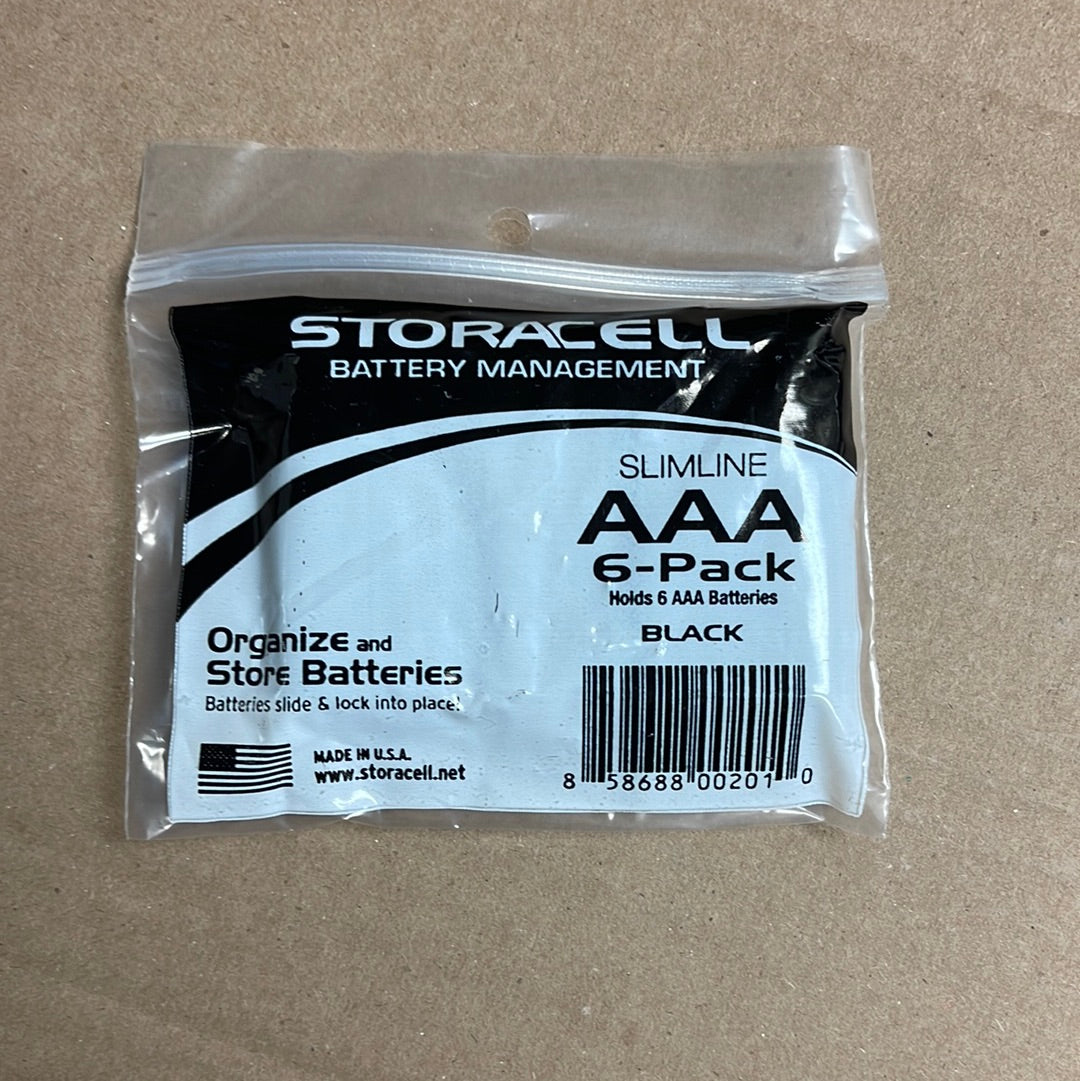 STORACELL
BATTERY MANAGEMENT
SLIMLINE
AAA
6-Pack
Holds 6 AAA Batteries
BLACK
Organize and
Store Batteries
Batteries slide & lock into place!
MADE IN U.S.A.
www.storacell.net
8 58688 00201 0